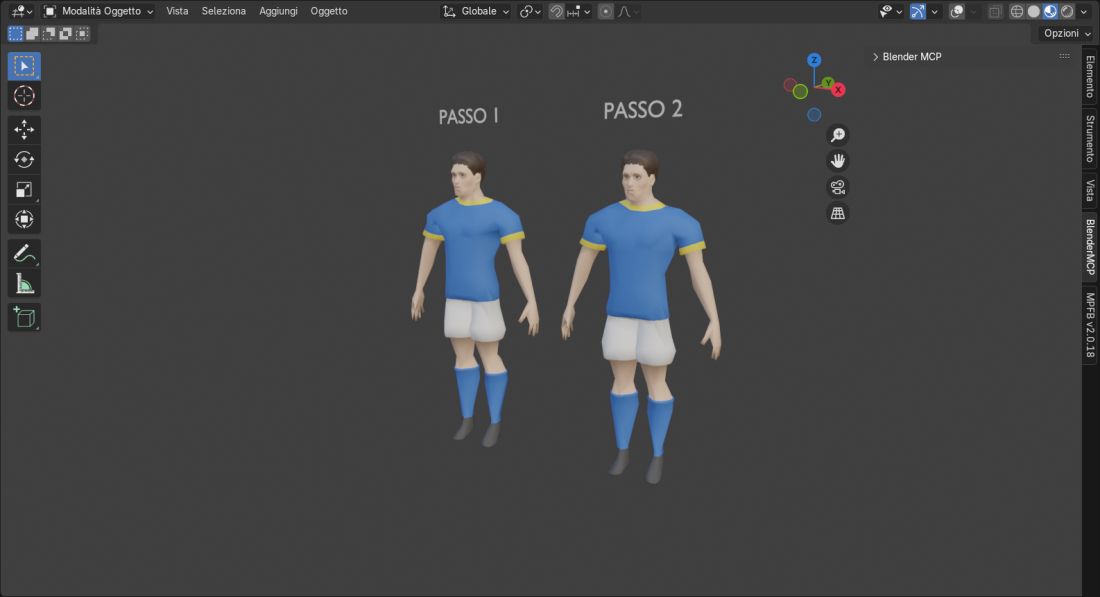 Modalità Oggetto Vista Seleziona Aggiungi Oggetto Globale
Opzioni
Blender MCP
Z
Y
X
PASSO 1
PASSO 2
Elemento
Strumento
Vista
BlenderMCP
MPFB v2.0.18